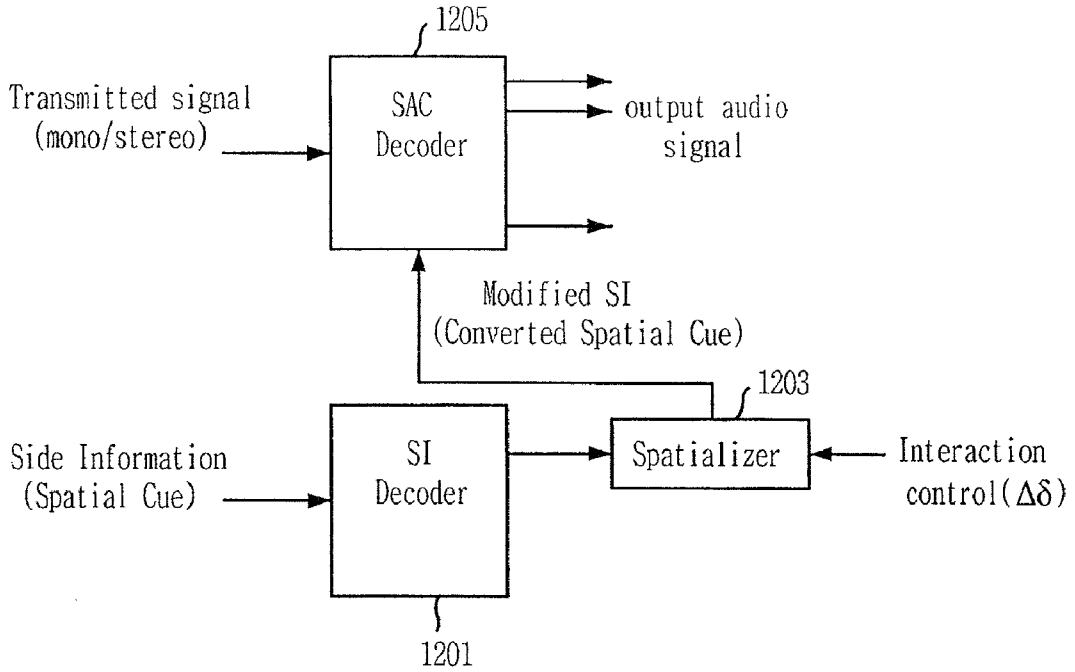 1205
Transmitted signal
(mono/stereo)
SAC
Decoder
output audio
signal
Modified SI
(Converted Spatial Cue)
1203
Side Information
(Spatial Cue)
SI
Decoder
Spatializer
Interaction
control(Δδ)
1201